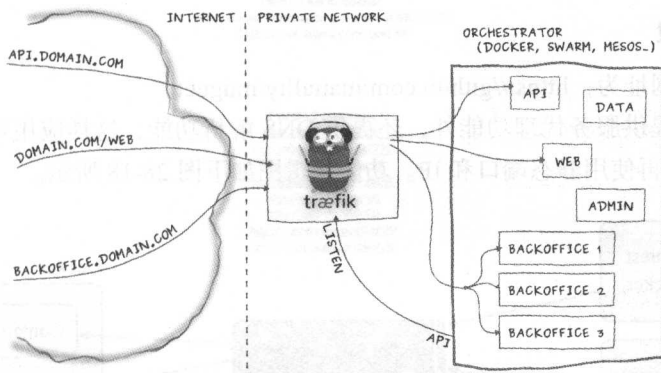 INTERNET
PRIVATE NETWORK
ORCHESTRATOR
(DOCKER, SWARM, MESOS…)
API.DOMAIN.COM
DOMAIN.COM/WEB
BACKOFFICE.DOMAIN.COM
træfik
LISTEN
API
API
DATA
WEB
ADMIN
BACKOFFICE 1
BACKOFFICE 2
BACKOFFICE 3